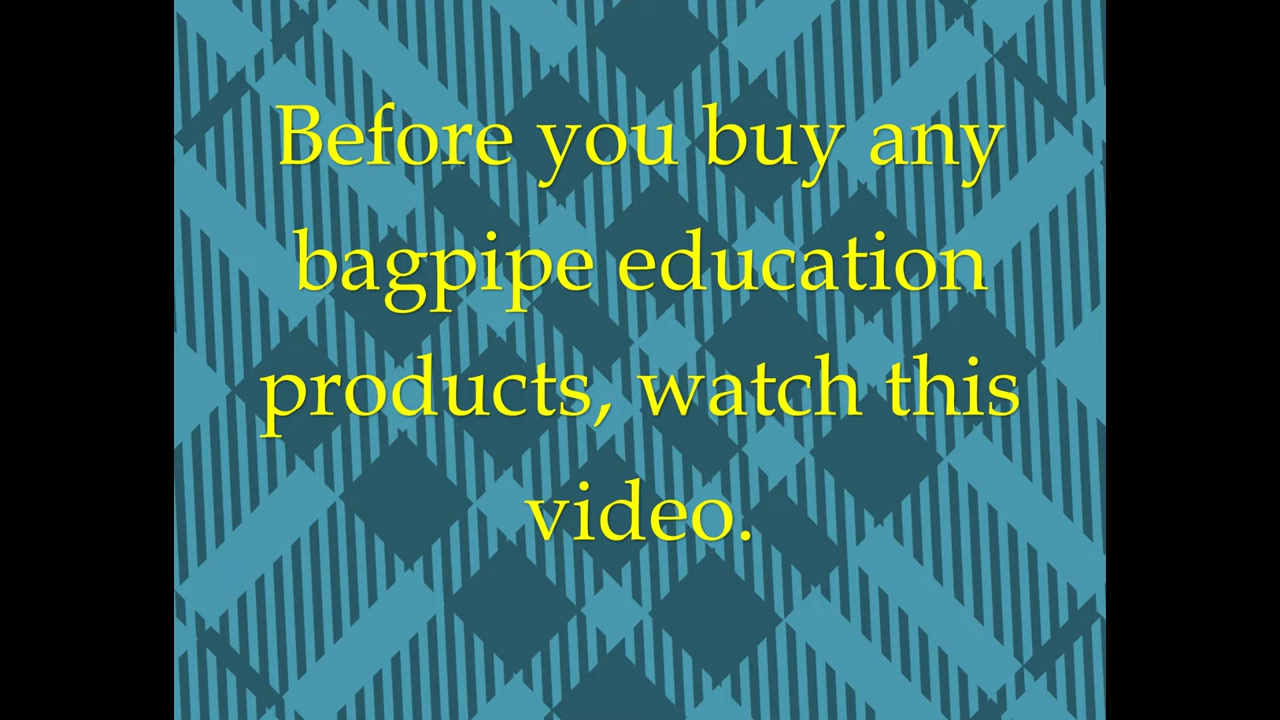 Before you buy any
bagpipe education
products, watch this
video.